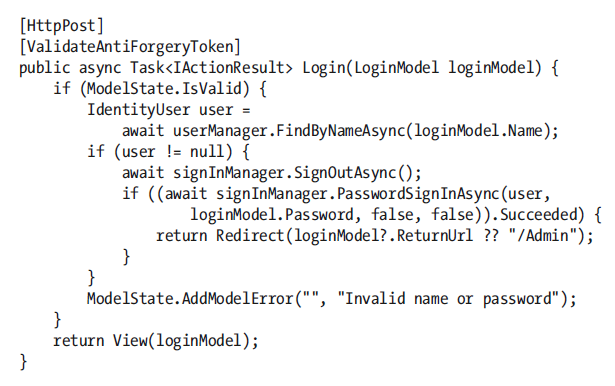 [HttpPost]
[ValidateAntiForgeryToken]
public async Task<IActionResult> Login(LoginModel loginModel) {
    if (ModelState.IsValid) {
        IdentityUser user =
            await userManager.FindByNameAsync(loginModel.Name);
        if (user != null) {
            await signInManager.SignOutAsync();
            if ((await signInManager.PasswordSignInAsync(user,
                    loginModel.Password, false, false)).Succeeded) {
                return Redirect(loginModel?.ReturnUrl ?? "/Admin");
            }
        }
        ModelState.AddModelError("", "Invalid name or password");
    }
    return View(loginModel);
}